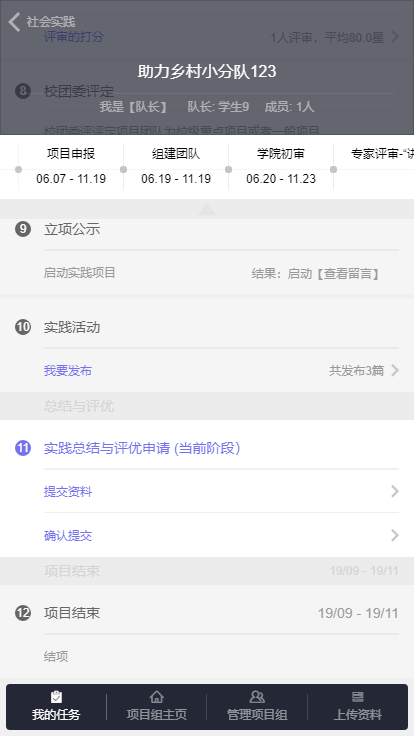 社会实践
评审的打分
1人评审，平均80.0星
助力乡村小分队123
8 校团委评定
我是【队长】 队长: 学生9 成员: 1人
校团委评评定项目团队为校级重点项目或者一般项目
项目申报 组建团队 学院初审 专家评审-“讲
06.07 - 11.19 06.19 - 11.19 06.20 - 11.23
9 立项公示
启动实践项目 结果：启动【查看留言】
10 实践活动
我要发布 共发布3篇
总结与评优
11 实践总结与评优申请 (当前阶段)
提交资料
确认提交
项目结束 19/09 - 19/11
12 项目结束 19/09 - 19/11
结项
我的任务 项目组主页 管理项目组 上传资料